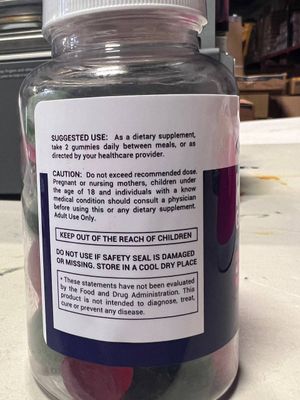 SUGGESTED USE: As a dietary supplement,
take 2 gummies daily between meals, or as
directed by your healthcare provider.
CAUTION: Do not exceed recommended dose.
Pregnant or nursing mothers, children under
the age of 18 and individuals with a know
medical condition should consult a physician
before using this or any dietary supplement.
Adult Use Only.
KEEP OUT OF THE REACH OF CHILDREN
DO NOT USE IF SAFETY SEAL IS DAMAGED
OR MISSING. STORE IN A COOL DRY PLACE
* These statements have not been evaluated
by the Food and Drug Administration. This
product is not intended to diagnose, treat,
cure or prevent any disease.